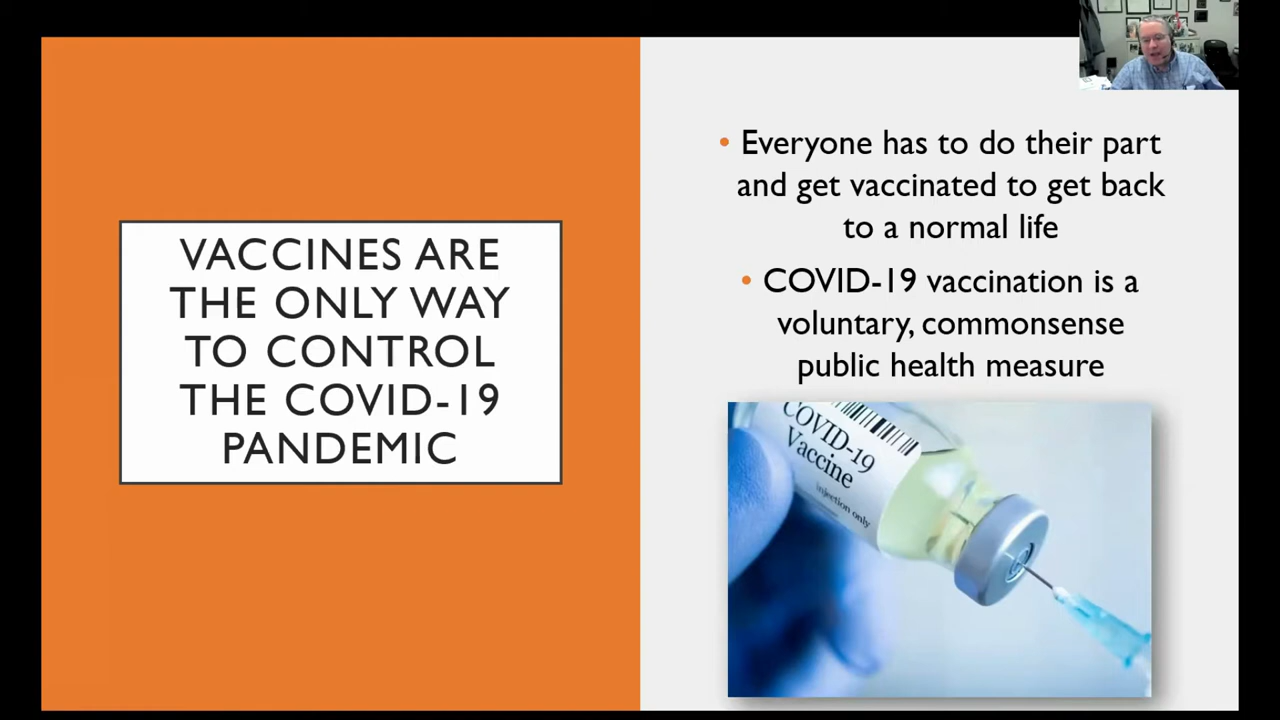 VACCINES ARE
THE ONLY WAY
TO CONTROL
THE COVID-19
PANDEMIC
• Everyone has to do their part
and get vaccinated to get back
to a normal life
• COVID-19 vaccination is a
voluntary, commonsense
public health measure
COVID-19
Vaccine
injection only